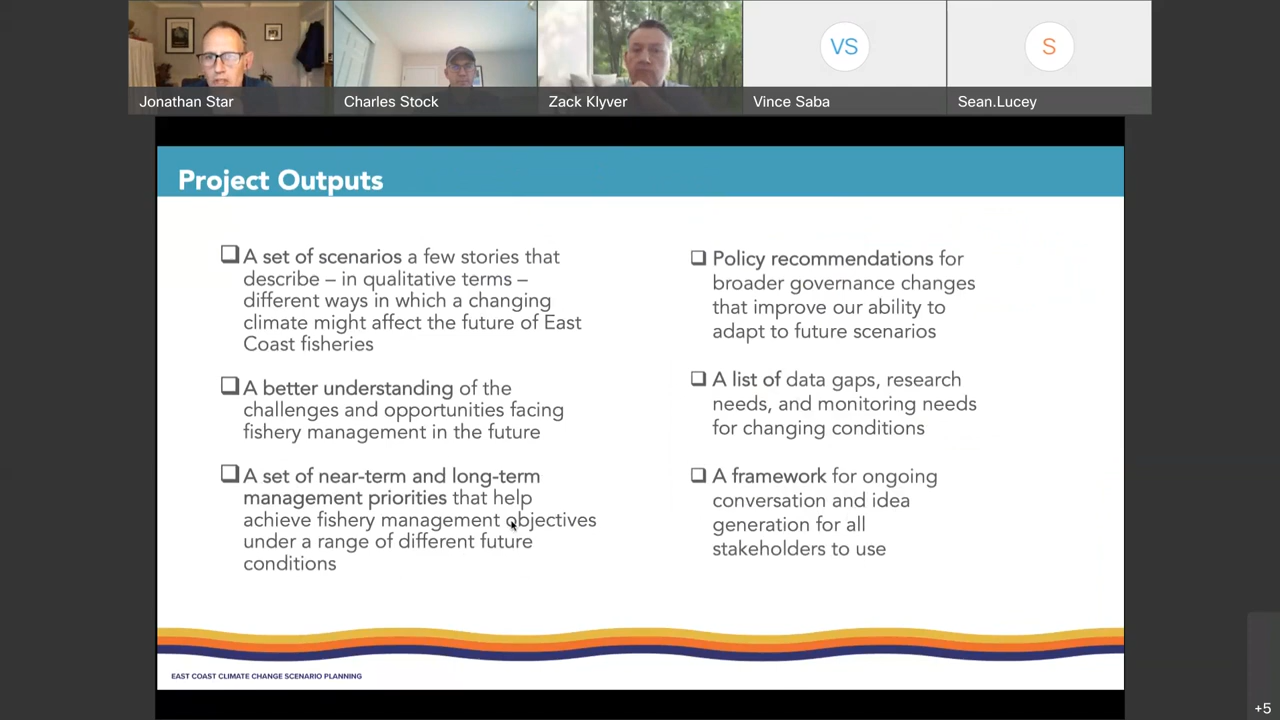 Jonathan Star
Charles Stock
Zack Klyver
VS
Vince Saba
S
Sean.Lucey
Project Outputs
A set of scenarios a few stories that
describe – in qualitative terms –
different ways in which a changing
climate might affect the future of East
Coast fisheries
A better understanding of the
challenges and opportunities facing
fishery management in the future
A set of near-term and long-term
management priorities that help
achieve fishery management objectives
under a range of different future
conditions
Policy recommendations for
broader governance changes
that improve our ability to
adapt to future scenarios
A list of data gaps, research
needs, and monitoring needs
for changing conditions
A framework for ongoing
conversation and idea
generation for all
stakeholders to use
EAST COAST CLIMATE CHANGE SCENARIO PLANNING
+5